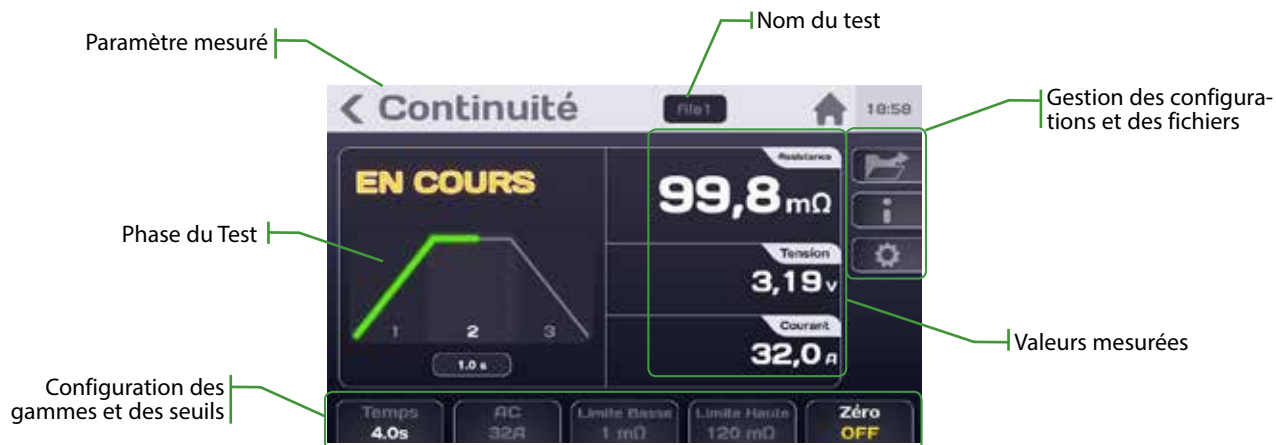 Nom du test
Paramètre mesuré
Continuité
File1
18:58
Gestion des configura-
tions et des fichiers
EN COURS
Resistance
99,8 mΩ
Phase du Test
Tension
3,19 v
1
2
3
Courant
32,0 A
1.0 s
Valeurs mesurées
Configuration des
gammes et des seuils
Temps
4.0s
AC
32A
Limite Basse
1 mΩ
Limite Haute
120 mΩ
Zéro
OFF